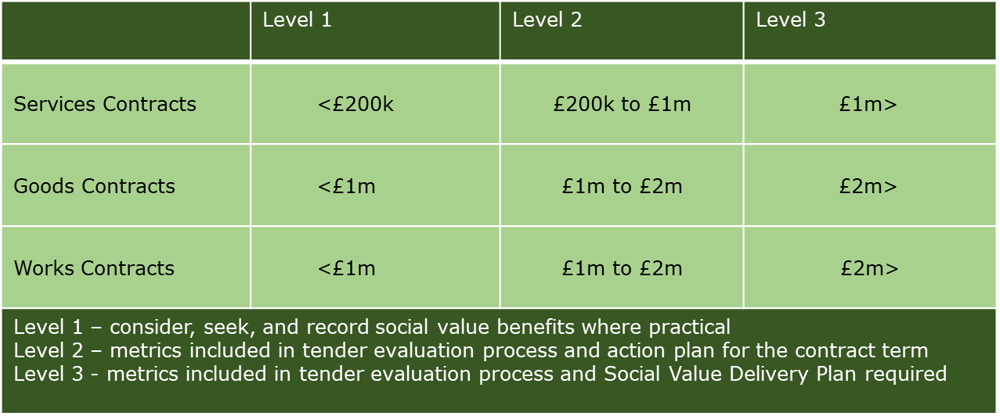 Level 1 Level 2 Level 3
Services Contracts <£200k £200k to £1m £1m>
Goods Contracts <£1m £1m to £2m £2m>
Works Contracts <£1m £1m to £2m £2m>
Level 1 – consider, seek, and record social value benefits where practical
Level 2 – metrics included in tender evaluation process and action plan for the contract term
Level 3 - metrics included in tender evaluation process and Social Value Delivery Plan required